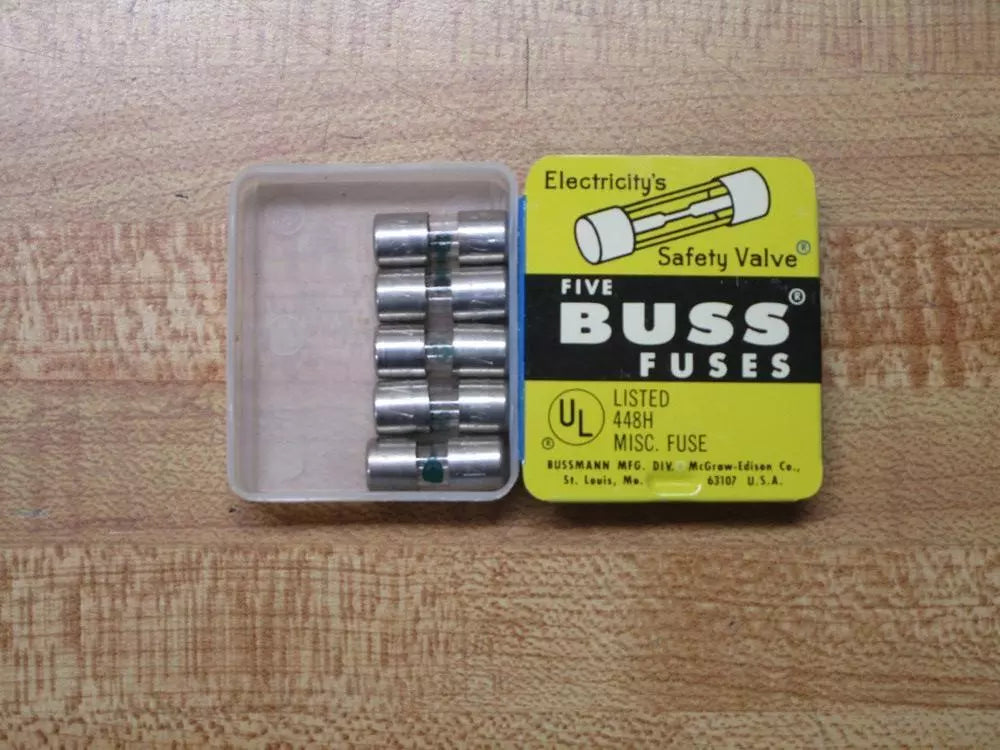 Electricity's
Safety Valve®
FIVE
BUSS®
FUSES
UL®
LISTED
448H
MISC. FUSE
BUSSMANN MFG. DIV. McGraw-Edison Co.,
St. Louis, Mo. 63107 U.S.A.